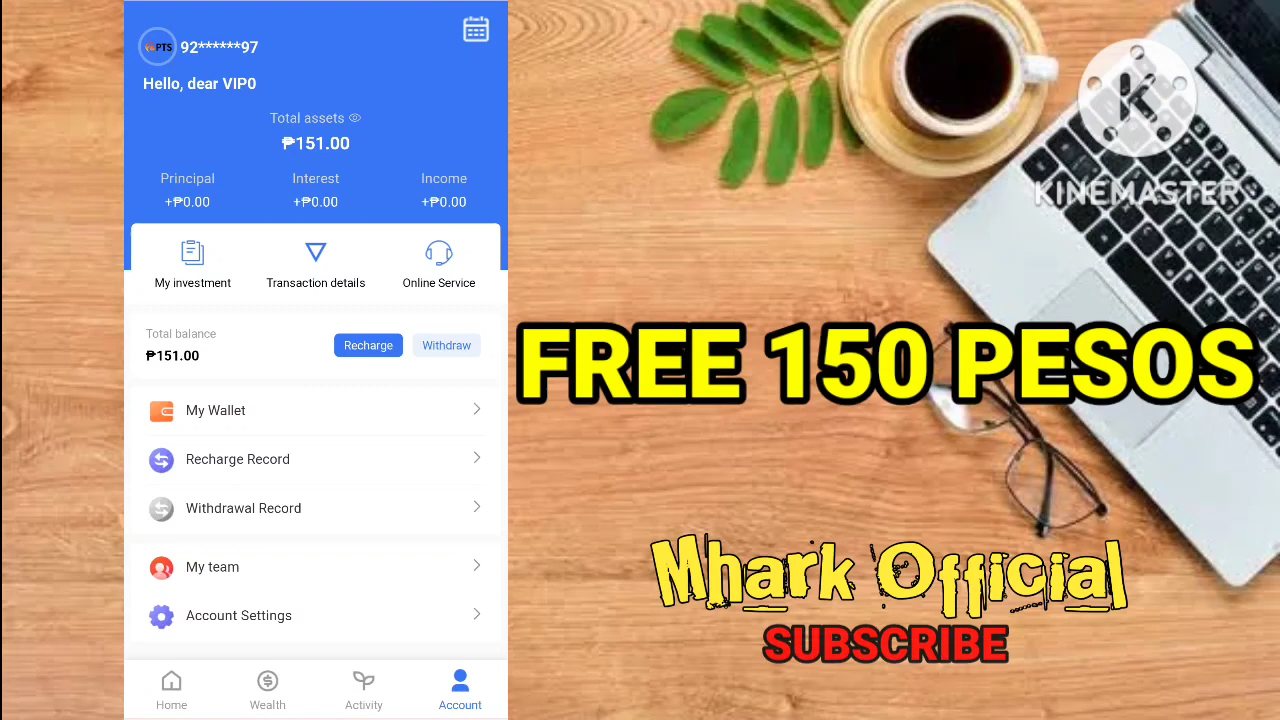 PTS 92******97
Hello, dear VIP0
Total assets
₱151.00
Principal Interest Income
+₱0.00 +₱0.00 +₱0.00
My investment Transaction details Online Service
Total balance
₱151.00
Recharge Withdraw
My Wallet
Recharge Record
Withdrawal Record
My team
Account Settings
Home Wealth Activity Account
K
KINEMASTER
FREE 150 PESOS
Mhark Official
SUBSCRIBE